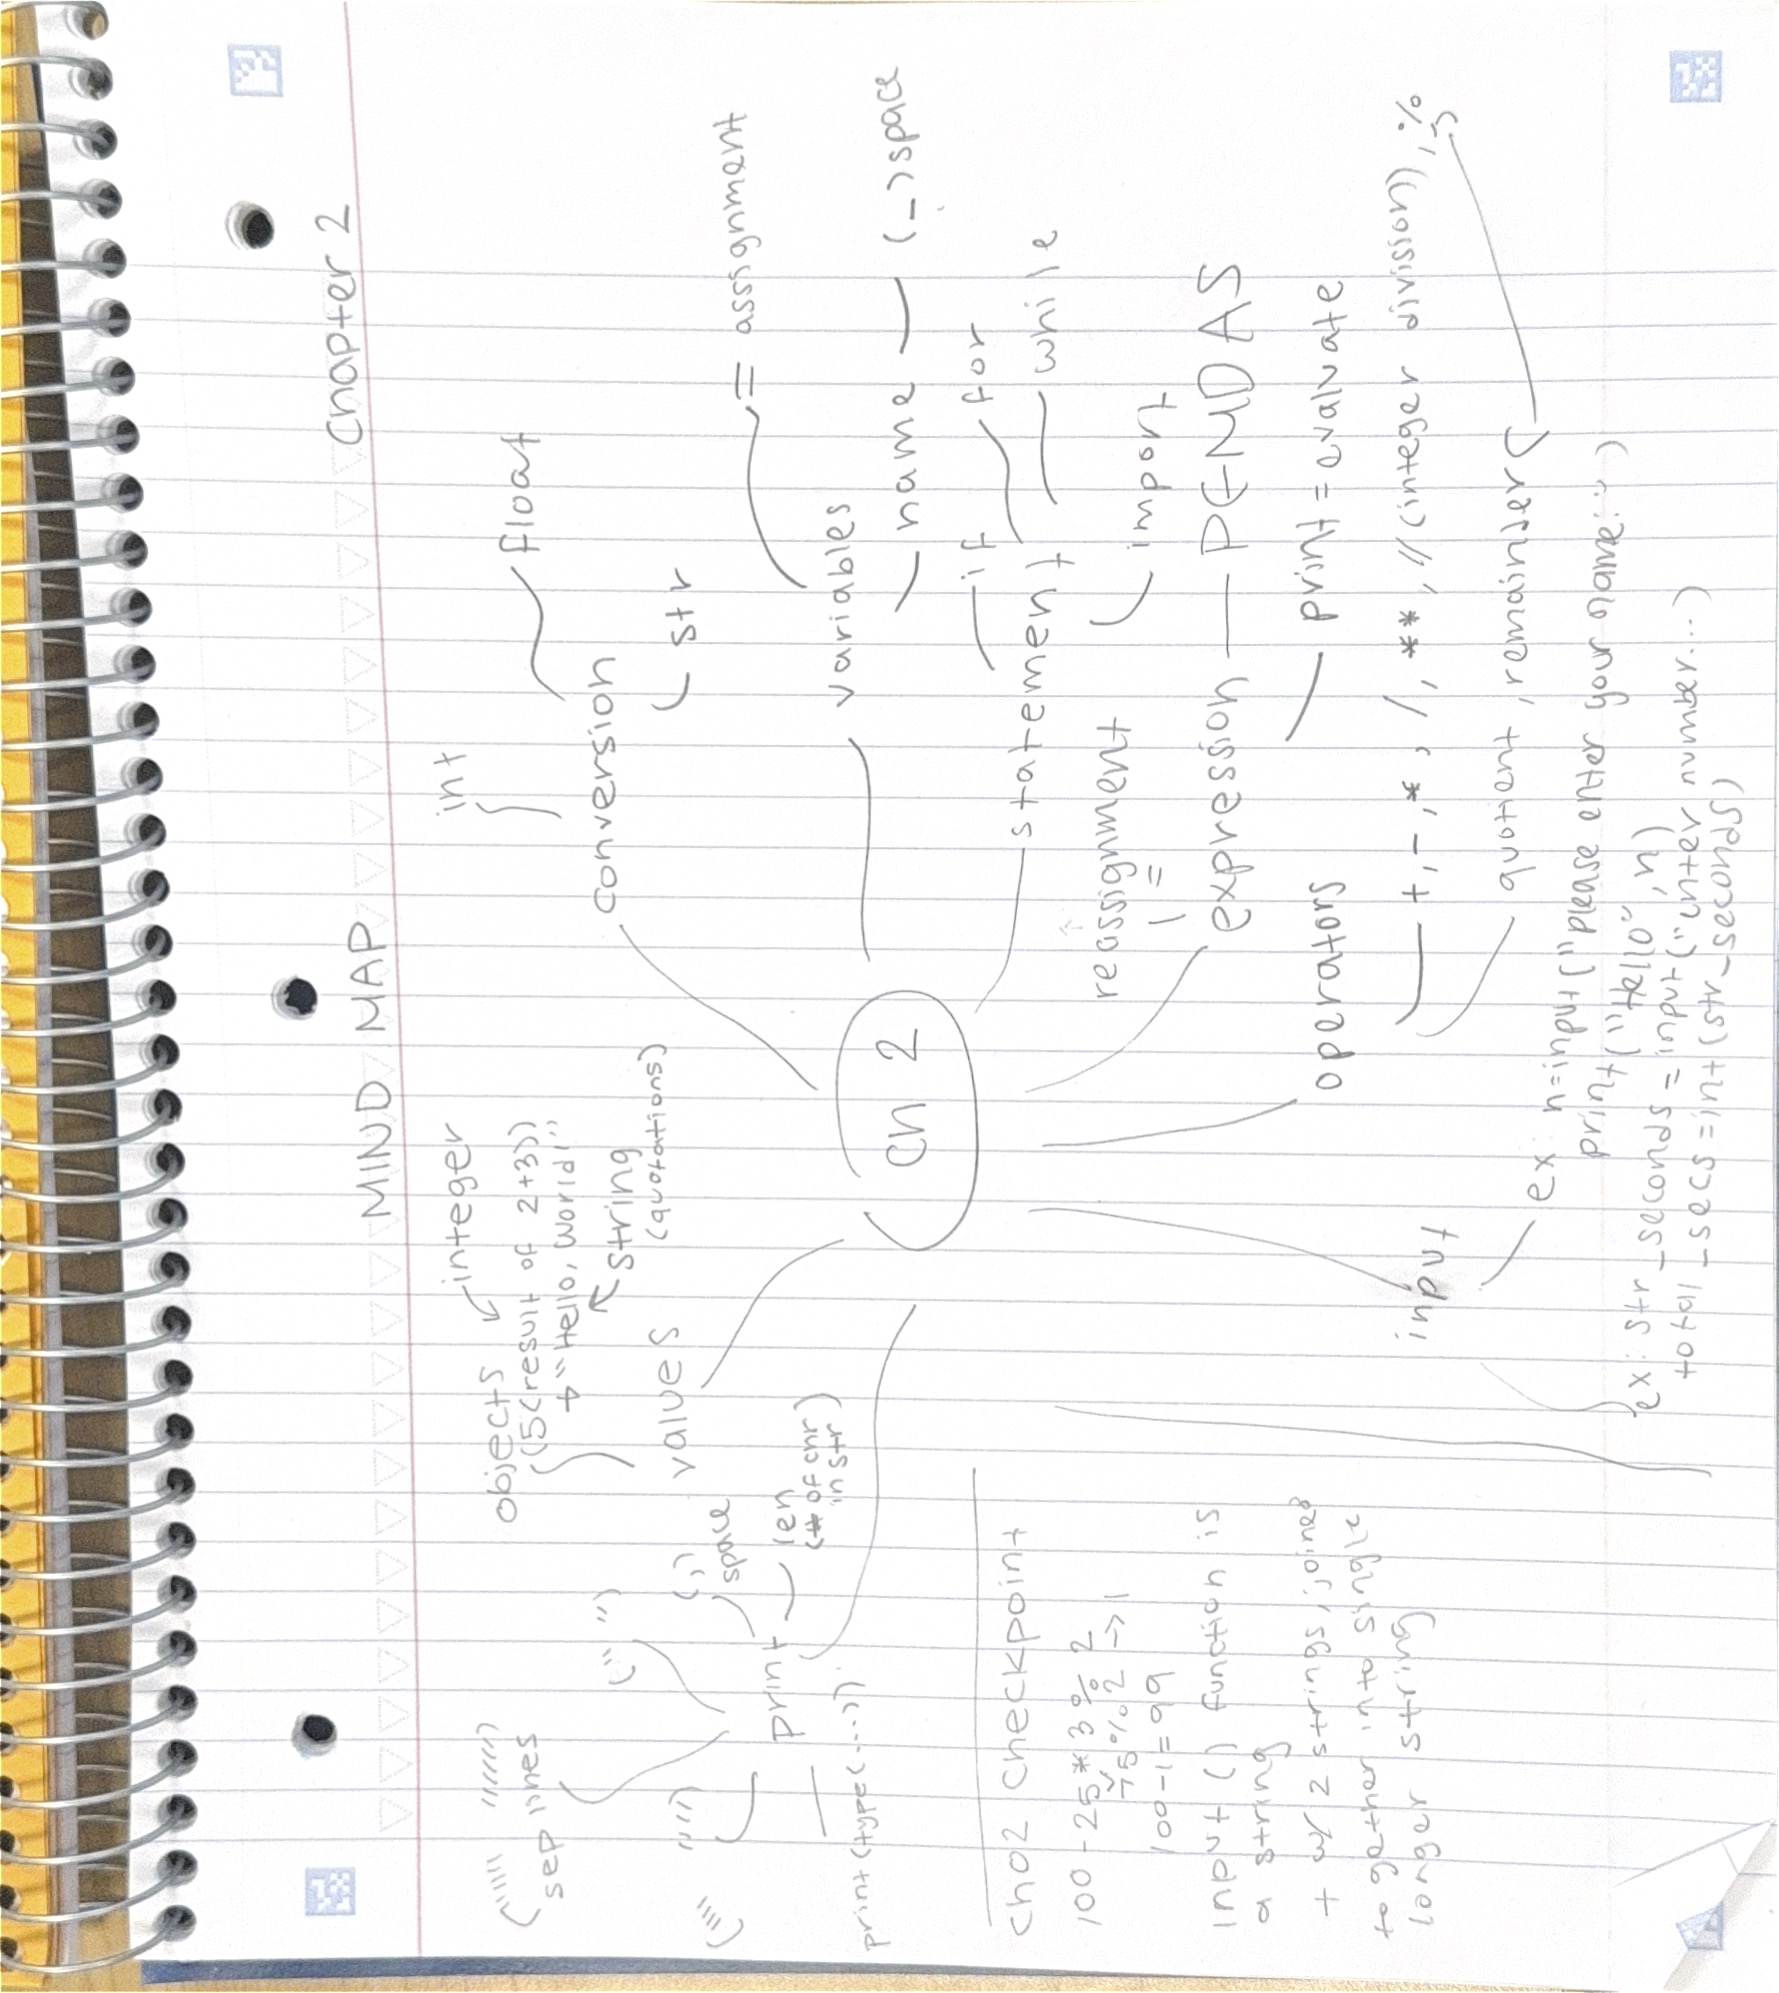 MIND MAP
Chapter 2
objects
integer
(5(result of 2+3))
→ "Hello, World!"
string
(quotations)
values
int
float
conversion
str
= assignment
variables
name
(_→space
if
for
while
statement
import
reassignment
!=
expression
PEMDAS
print = evaluate
operators
+, -, *, /, **, // (integer division), %
quotient, remainder
input
ex: n=input("please enter your name:")
print("Hello", n)
ex: str_seconds = input("enter number...)
total_secs=int(str_seconds)
Ch 2
(""" """)
sep lines
(" ")
('' '')
(,)
space
print
len
(# of chr
in str)
print(type(...))
Ch02 Checkpoint
100-25*3%2
75%2→1
100-1=99
input() function is
a string
+ w/ 2 strings, joined
together into single
longer string